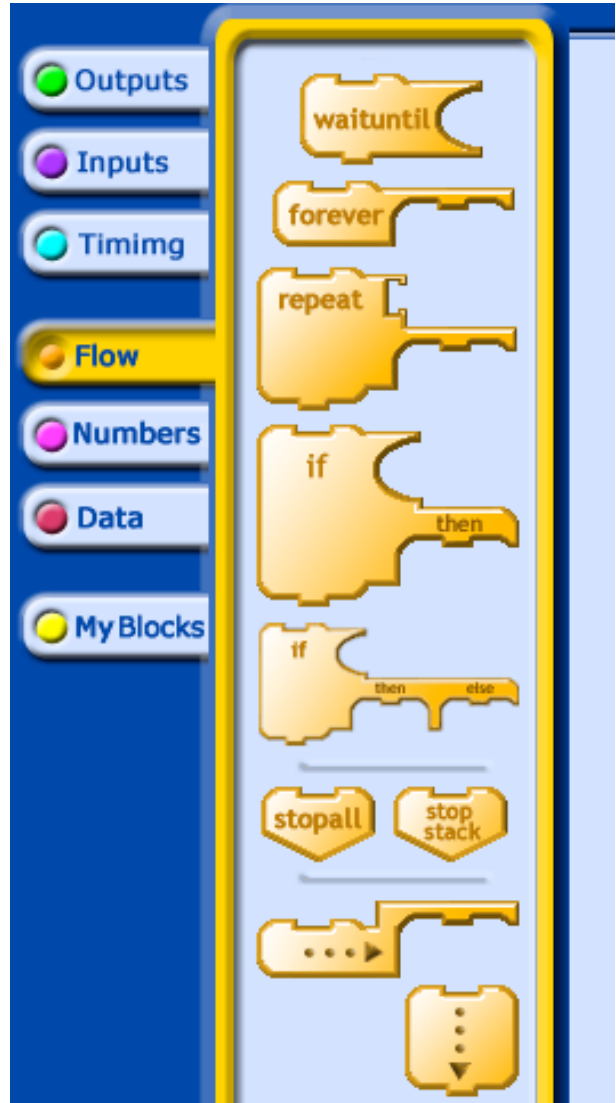 Outputs
Inputs
Timimg
Flow
Numbers
Data
My Blocks
waituntil
forever
repeat
if
then
if
then else
stopall
stop
stack